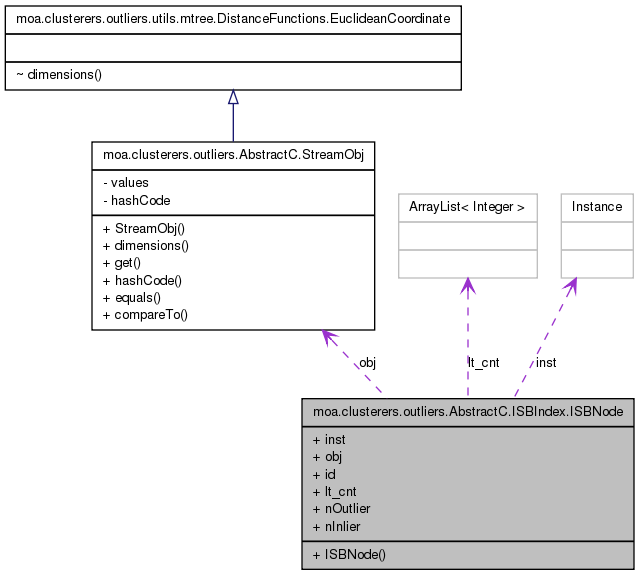 moa.clusterers.outliers.utils.mtree.DistanceFunctions.EuclideanCoordinate
~ dimensions()
moa.clusterers.outliers.AbstractC.StreamObj
- values
- hashCode
+ StreamObj()
+ dimensions()
+ get()
+ hashCode()
+ equals()
+ compareTo()
ArrayList< Integer >
Instance
obj
lt_cnt
inst
moa.clusterers.outliers.AbstractC.ISBIndex.ISBNode
+ inst
+ obj
+ id
+ lt_cnt
+ nOutlier
+ nInlier
+ ISBNode()